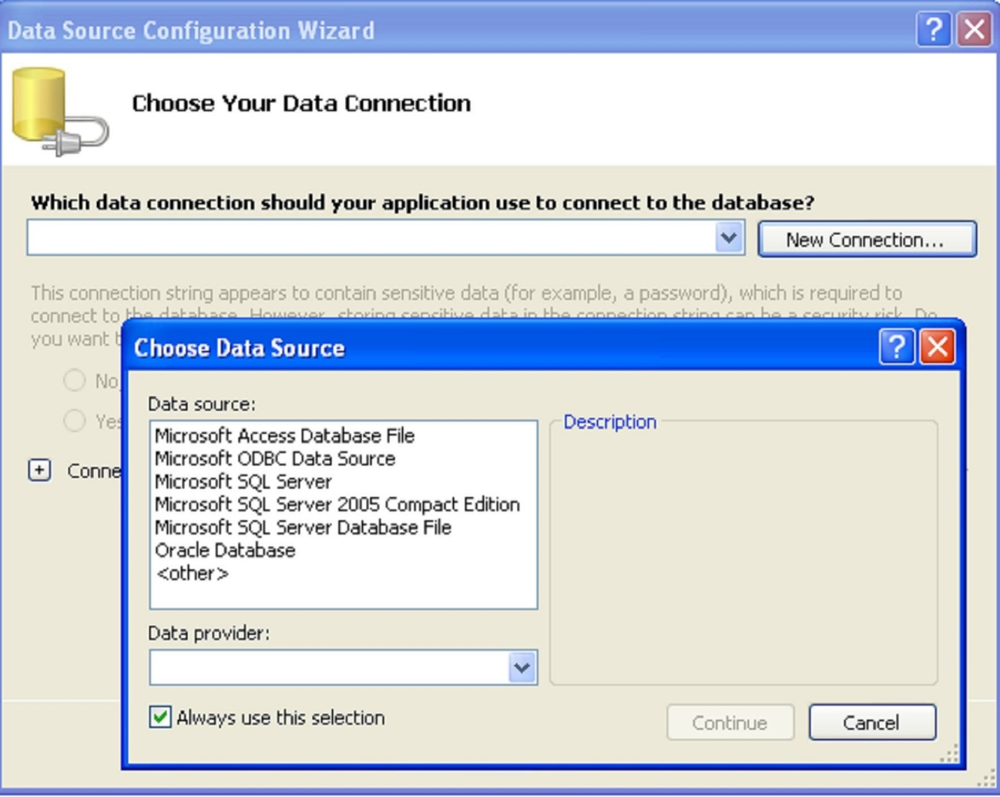 Data Source Configuration Wizard
Choose Your Data Connection
Which data connection should your application use to connect to the database?
New Connection...
This connection string appears to contain sensitive data (for example, a password), which is required to
connect to the database. However, storing sensitive data in the connection string can be a security risk. Do
you want
No,
Yes
Conne
Choose Data Source
Data source:
Microsoft Access Database File
Microsoft ODBC Data Source
Microsoft SQL Server
Microsoft SQL Server 2005 Compact Edition
Microsoft SQL Server Database File
Oracle Database
<other>
Description
Data provider:
Always use this selection
Continue
Cancel